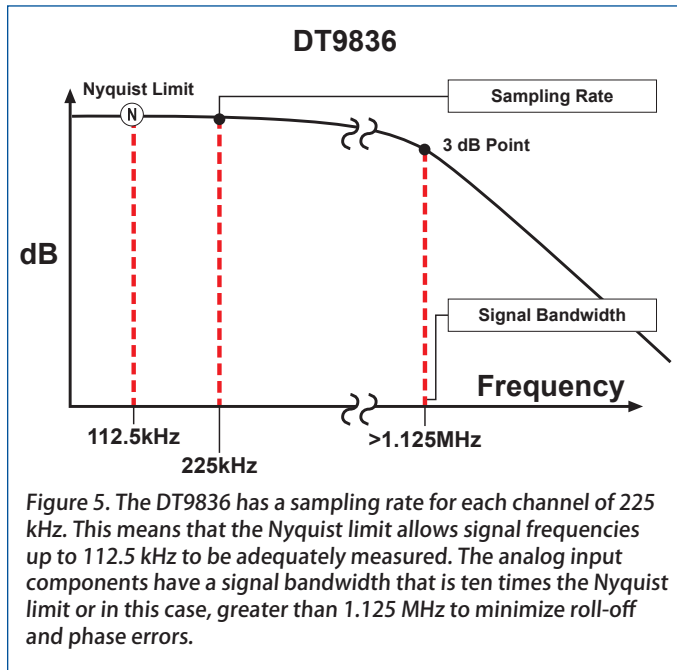 DT9836
Nyquist Limit
Sampling Rate
N
3 dB Point
dB
Signal Bandwidth
Frequency
112.5kHz
>1.125MHz
225kHz
Figure 5. The DT9836 has a sampling rate for each channel of 225
kHz. This means that the Nyquist limit allows signal frequencies
up to 112.5 kHz to be adequately measured. The analog input
components have a signal bandwidth that is ten times the Nyquist
limit or in this case, greater than 1.125 MHz to minimize roll-off
and phase errors.